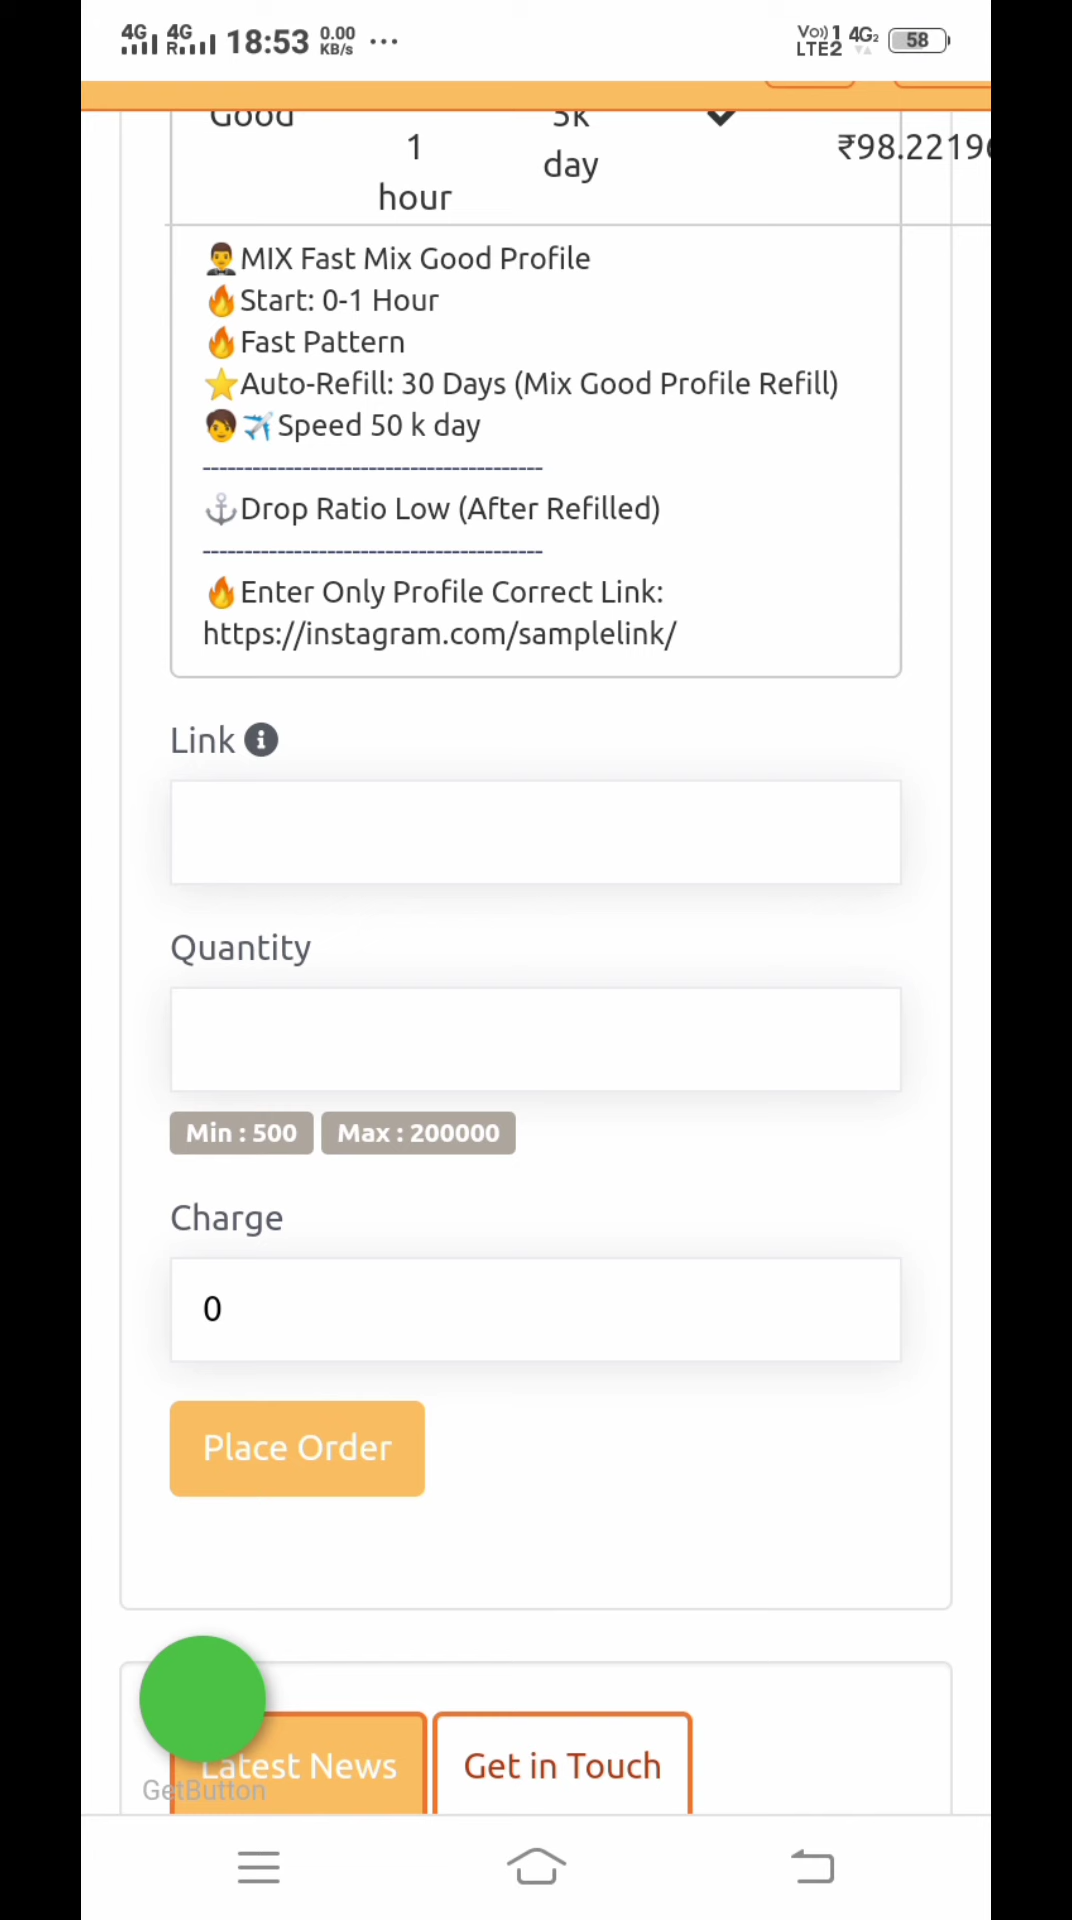 4G 4G R 18:53 0.00 KB/s ... Vo)) 1 LTE2 4G2 58
Good
1
hour
5k
day
₹98.2219
MIX Fast Mix Good Profile
🔥Start: 0-1 Hour
🔥Fast Pattern
⭐Auto-Refill: 30 Days (Mix Good Profile Refill)
✈️Speed 50 k day
-----------------------------------------
⚓Drop Ratio Low (After Refilled)
-----------------------------------------
🔥Enter Only Profile Correct Link:
https://instagram.com/samplelink/
Link
Quantity
Min : 500 Max : 200000
Charge
0
Place Order
Latest News Get in Touch
GetButton